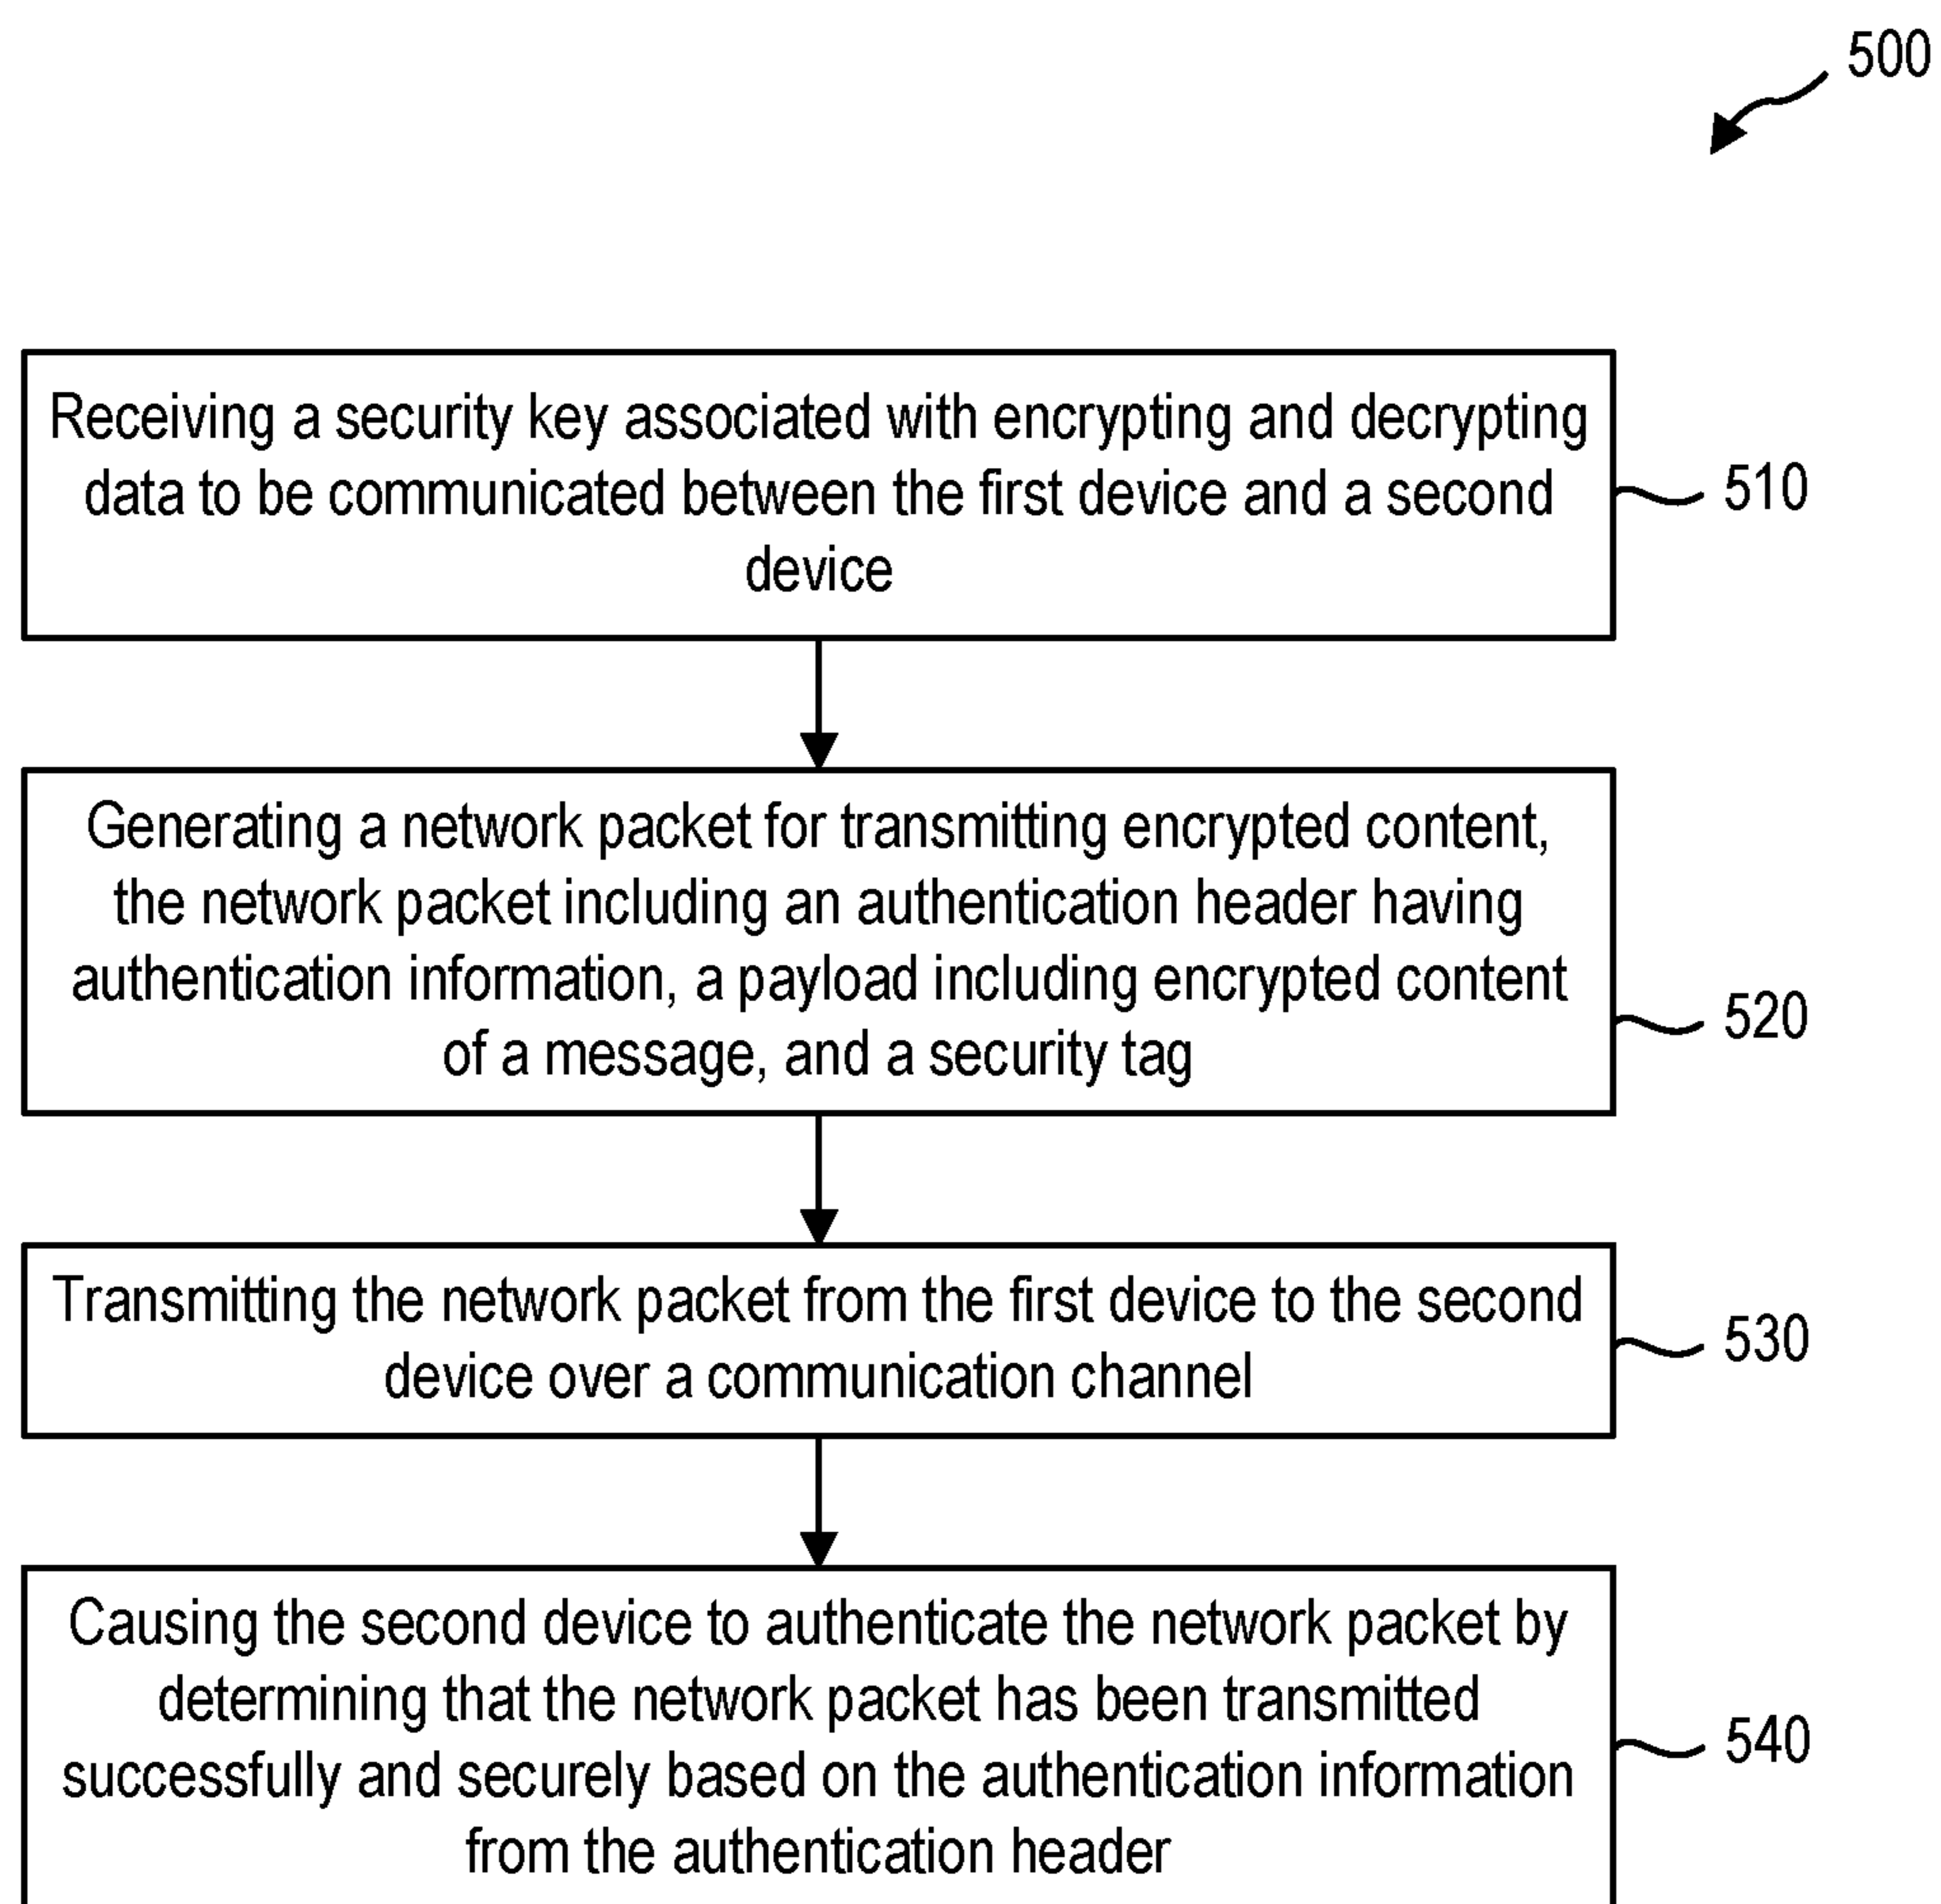 500
Receiving a security key associated with encrypting and decrypting
data to be communicated between the first device and a second
device
510
Generating a network packet for transmitting encrypted content,
the network packet including an authentication header having
authentication information, a payload including encrypted content
of a message, and a security tag
520
Transmitting the network packet from the first device to the second
device over a communication channel
530
Causing the second device to authenticate the network packet by
determining that the network packet has been transmitted
successfully and securely based on the authentication information
from the authentication header
540